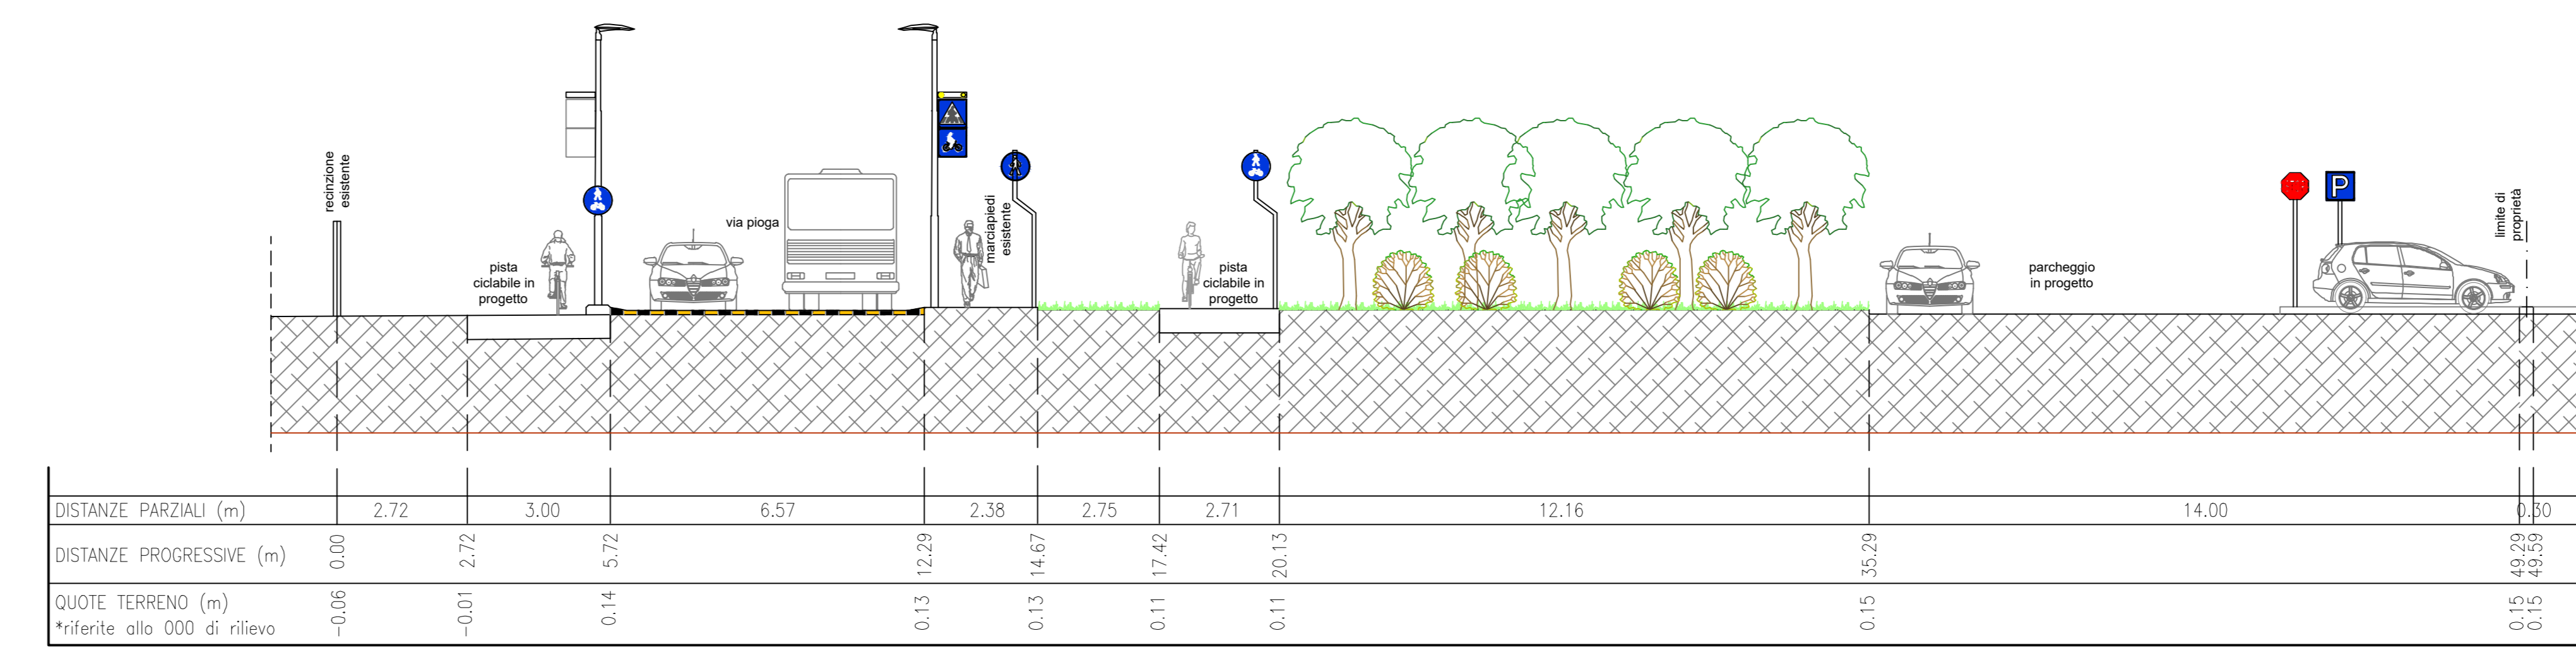 recinzione
esistente
pista
ciclabile in
progetto
via pioga
marciapiedi
esistente
pista
ciclabile in
progetto
parcheggio
in progetto
P
limite di
proprietà
DISTANZE PARZIALI (m) 2.72 3.00 6.57 2.38 2.75 2.71 12.16 14.00 0.30
DISTANZE PROGRESSIVE (m) 0.00 2.72 5.72 12.29 14.67 17.42 20.13 35.29 49.29 49.59
QUOTE TERRENO (m) -0.06 -0.01 0.14 0.13 0.13 0.11 0.11 0.15 0.15 0.15
*riferite allo 000 di rilievo